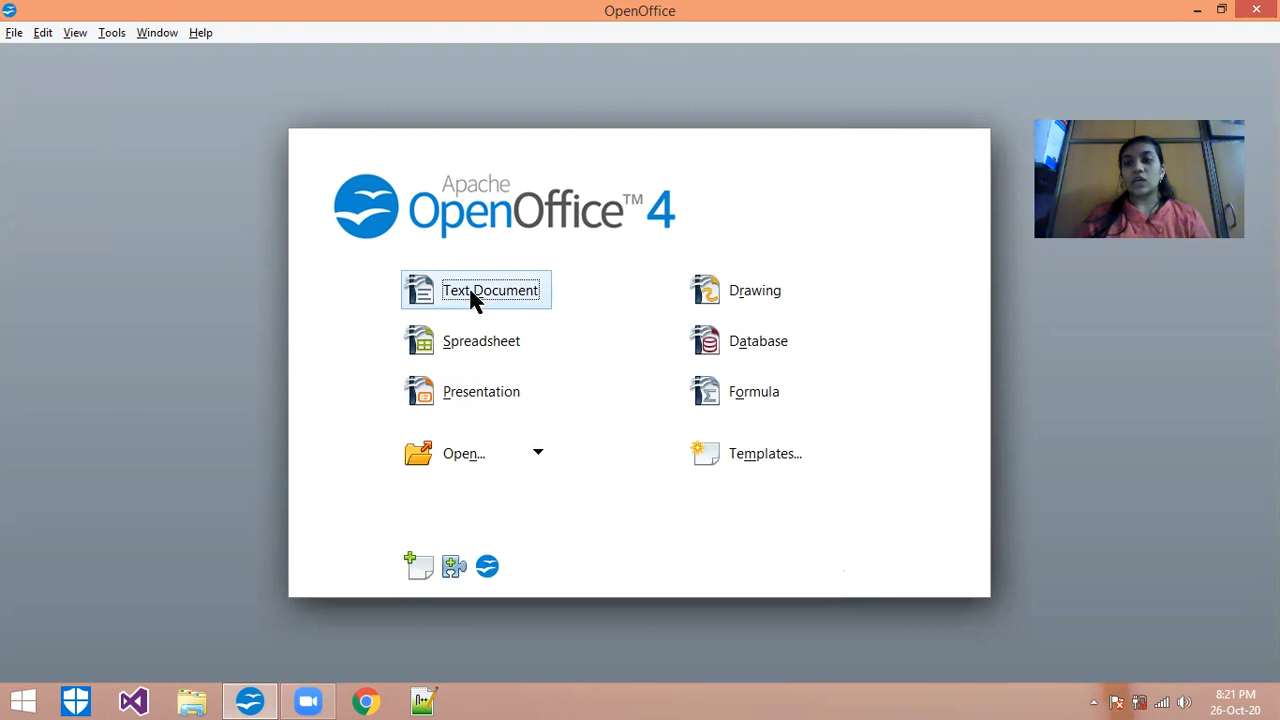 OpenOffice
File Edit View Tools Window Help
Apache
OpenOffice™ 4
Text Document
Drawing
Spreadsheet
Database
Presentation
Formula
Open...
Templates...
8:21 PM
26-Oct-20